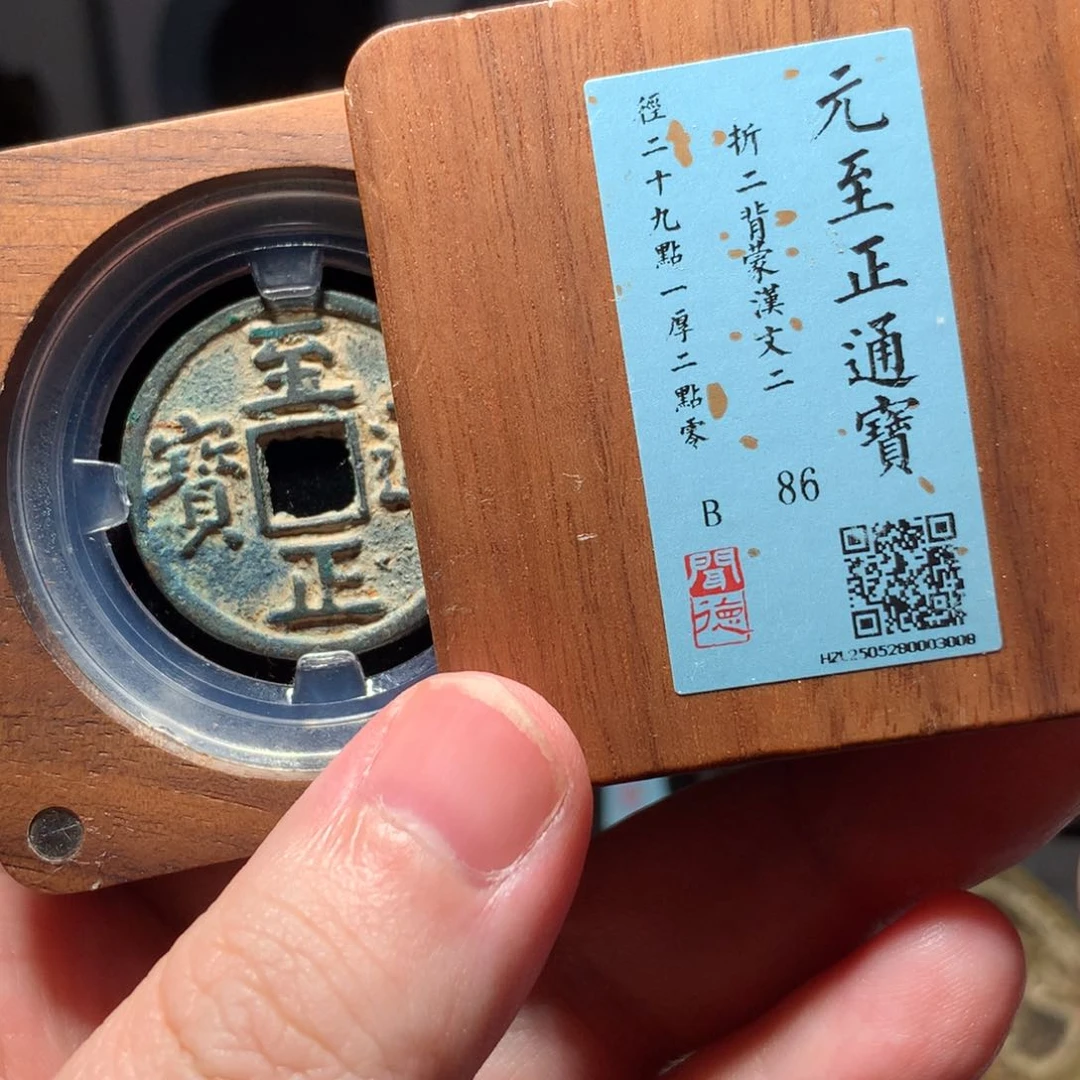 元至正通寶
折二背蒙漢文二
徑二十九點一厚二點零
86
B
聞德
HZL2505280003008
至正通寶